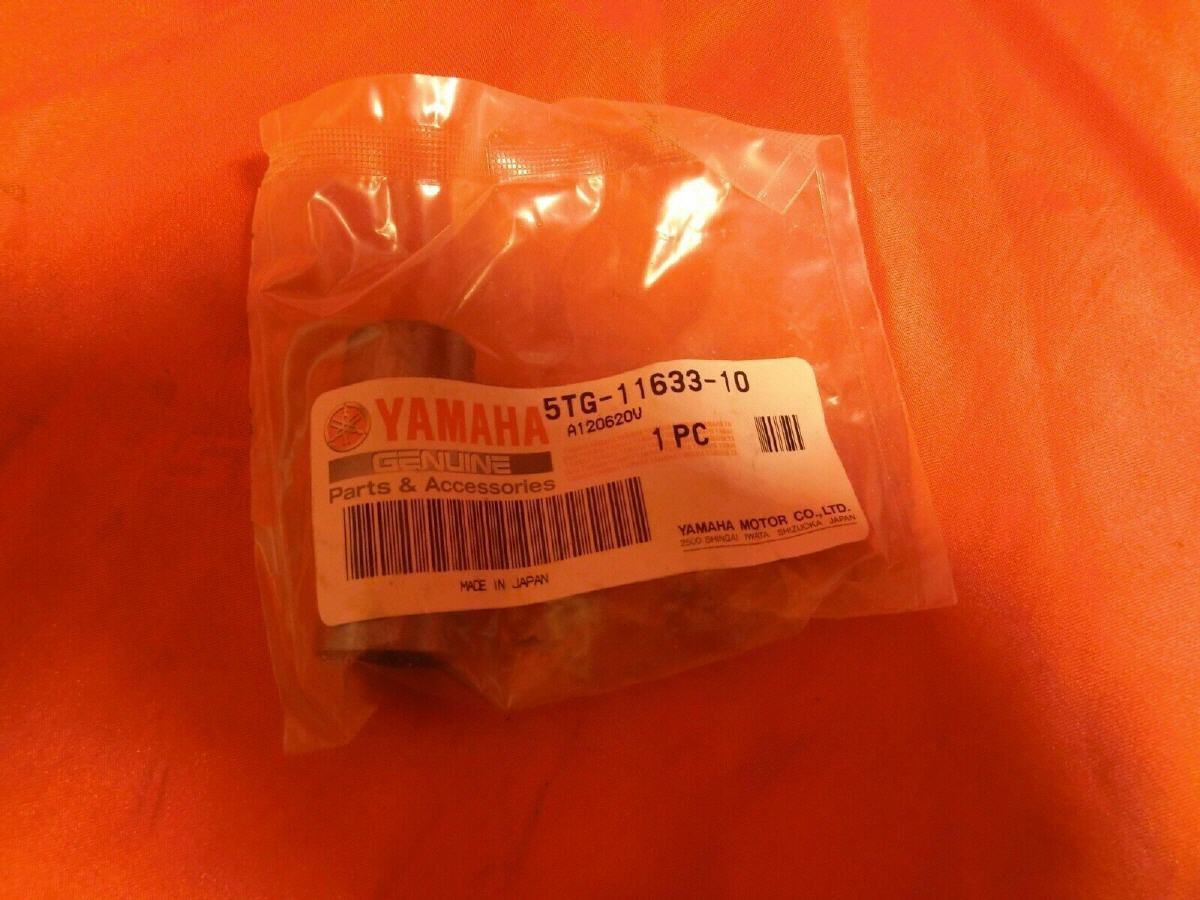 YAMAHA
5TG-11633-10
A120620V
1 PC
GENUINE
Parts & Accessories
YAMAHA MOTOR CO.,LTD.
2500 SHINGAI IWATA SHIZUOKA JAPAN
MADE IN JAPAN